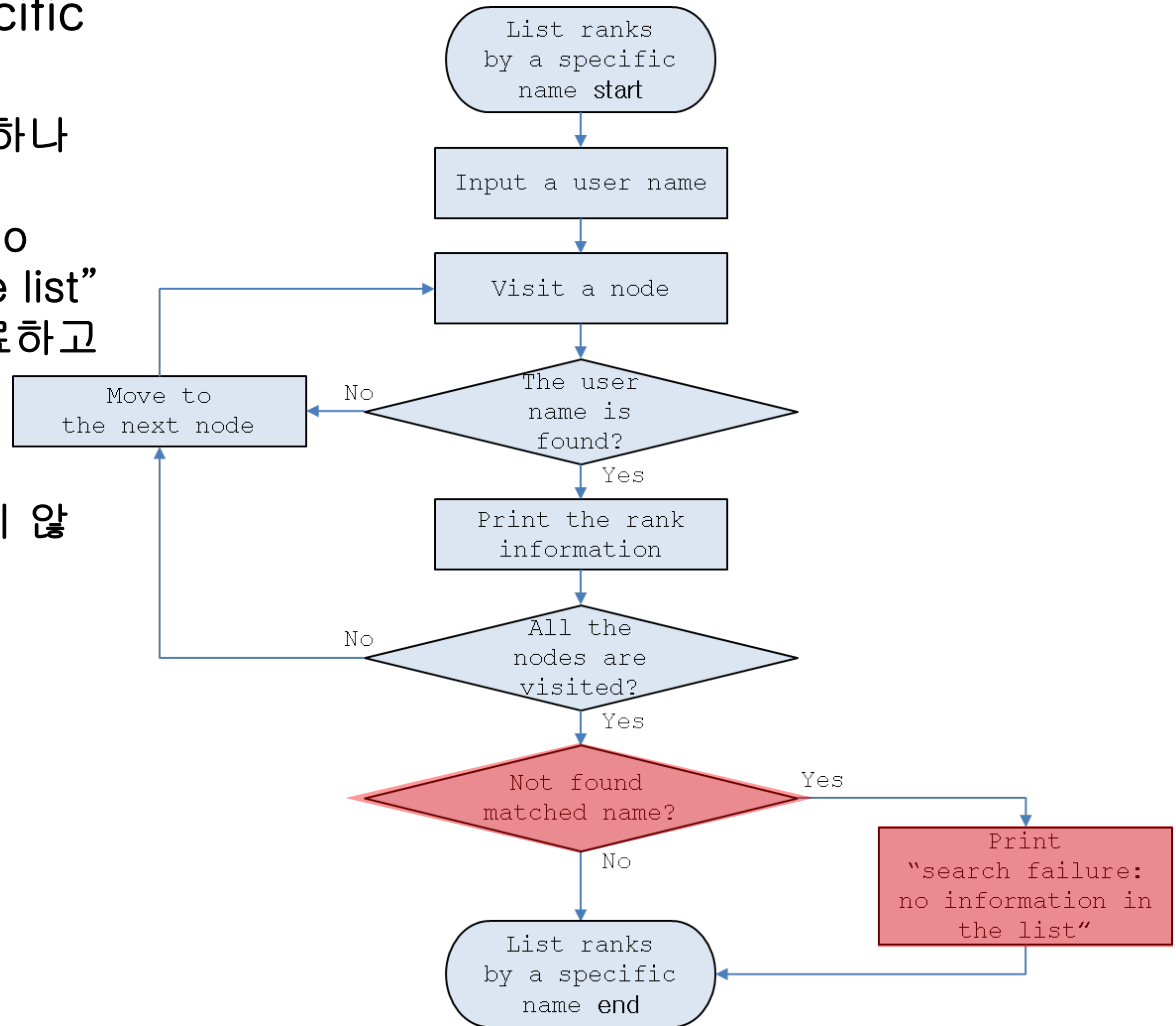 cific
하나
o
e list”
료하고
않
List ranks
by a specific
name start
Input a user name
Visit a node
The user
name is
found?
No
Move to
the next node
Yes
Print the rank
information
All the
nodes are
visited?
No
Yes
Not found
matched name?
Yes
Print
“search failure:
no information in
the list“
No
List ranks
by a specific
name end